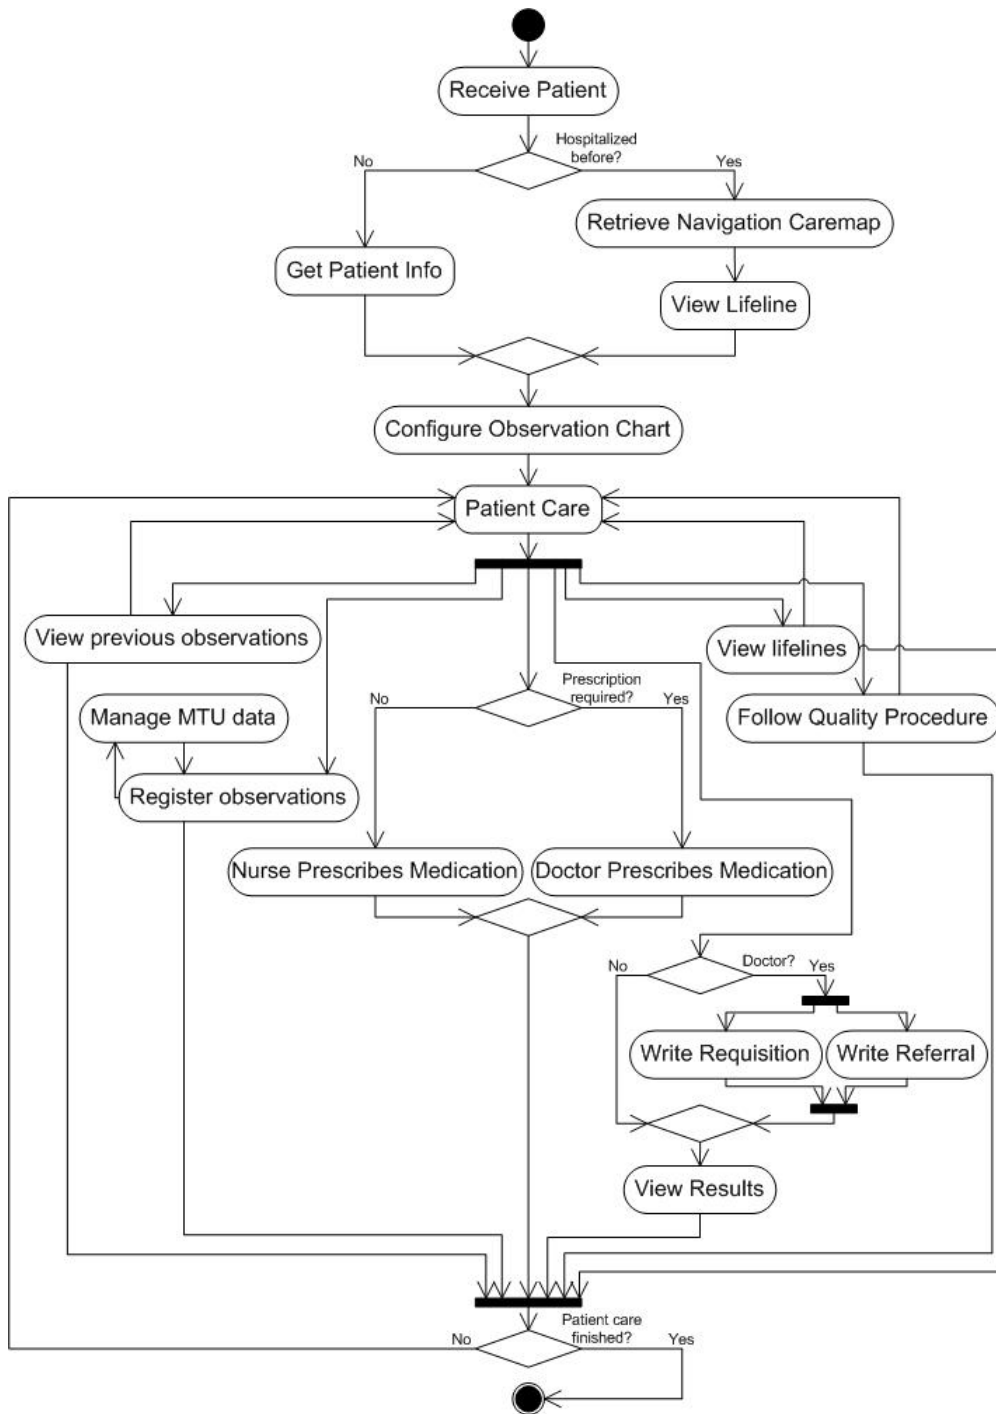 Receive Patient
Hospitalized
before?
No
Yes
Retrieve Navigation Caremap
Get Patient Info
View Lifeline
Configure Observation Chart
Patient Care
View previous observations
View lifelines
Prescription
required?
No
Yes
Manage MTU data
Follow Quality Procedure
Register observations
Nurse Prescribes Medication
Doctor Prescribes Medication
No
Doctor?
Yes
Write Requisition
Write Referral
View Results
Patient care
finished?
No
Yes